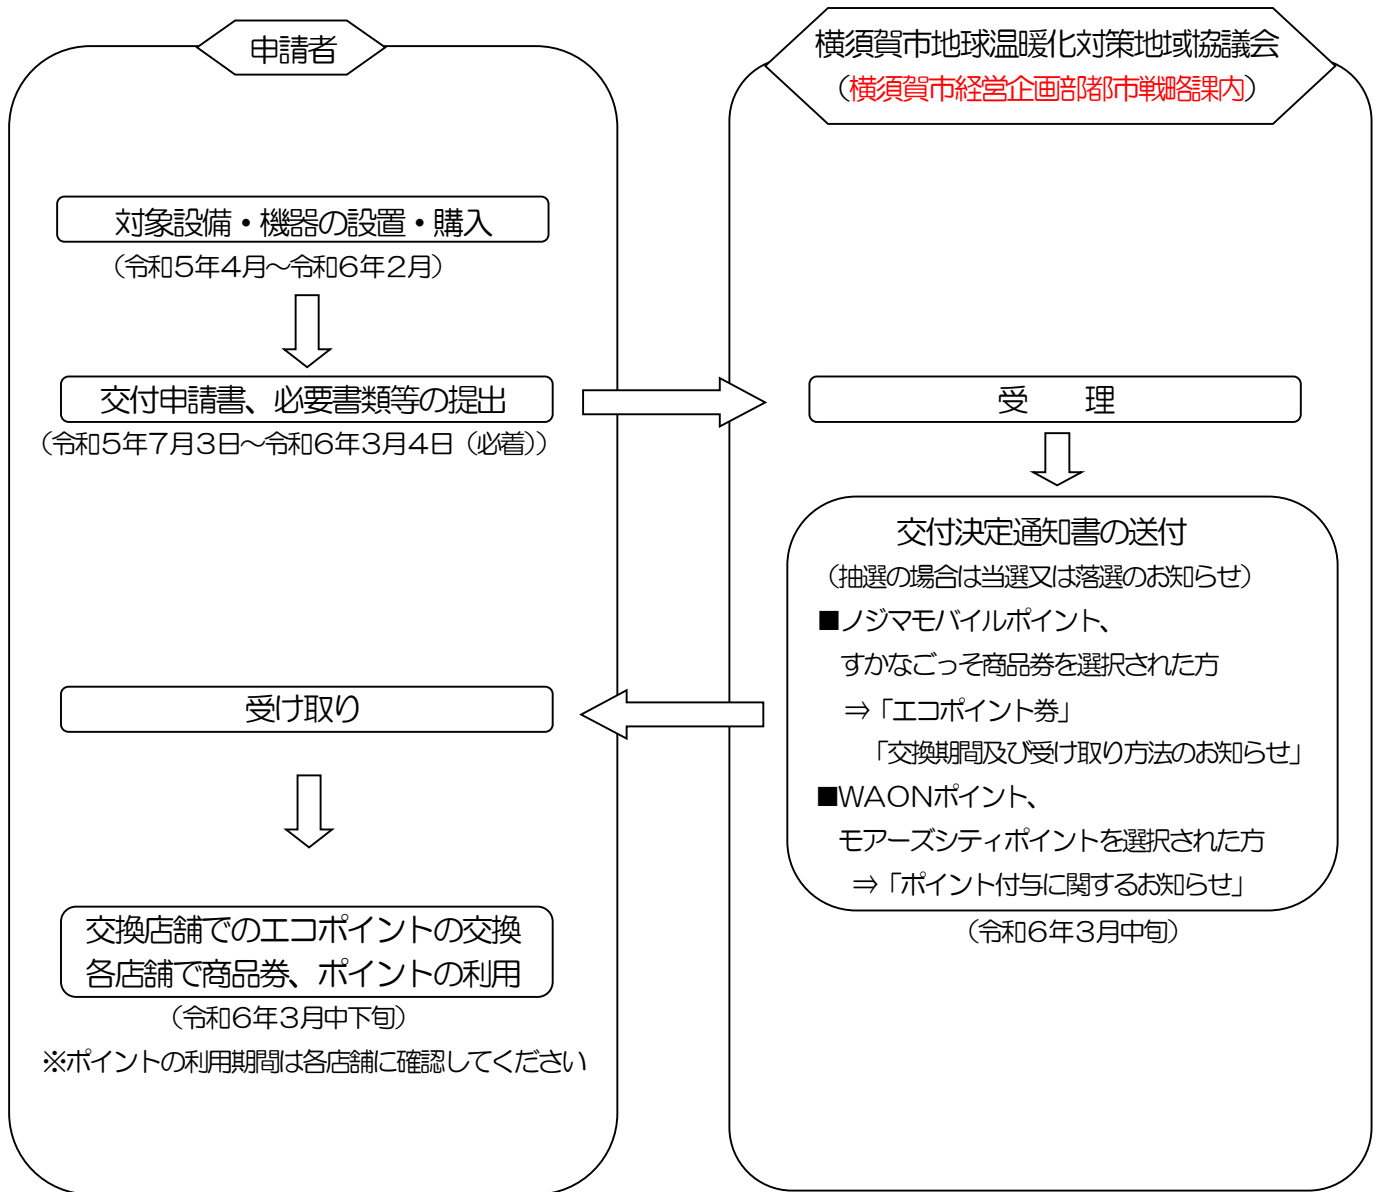 申請者
対象設備・機器の設置・購入
（令和５年４月～令和６年２月）
交付申請書、必要書類等の提出
（令和５年７月３日～令和６年３月４日（必着））
受け取り
交換店舗でのエコポイントの交換
各店舗で商品券、ポイントの利用
（令和６年３月中下旬）
※ポイントの利用期間は各店舗に確認してください
横須賀市地球温暖化対策地域協議会
（横須賀市経営企画部都市戦略課内）
受　理
交付決定通知書の送付
（抽選の場合は当選又は落選のお知らせ）
■ノジマモバイルポイント、
すかなごっそ商品券を選択された方
⇒「エコポイント券」
「交換期間及び受け取り方法のお知らせ」
■ＷＡＯＮポイント、
モアーズシティポイントを選択された方
⇒「ポイント付与に関するお知らせ」
（令和６年３月中旬）